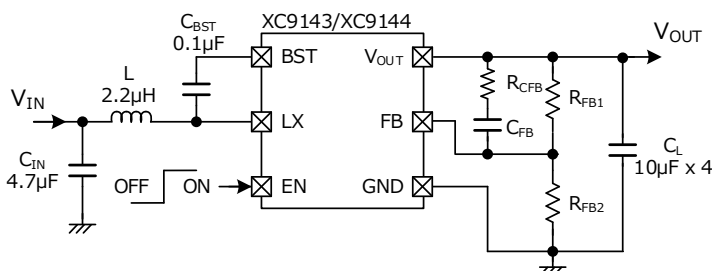 XC9143/XC9144
C_BST
0.1µF
BST
V_OUT
V_OUT
L
2.2µH
R_CFB
R_FB1
V_IN
LX
FB
C_FB
C_IN
4.7µF
C_L
10µF x 4
OFF
ON
EN
GND
R_FB2